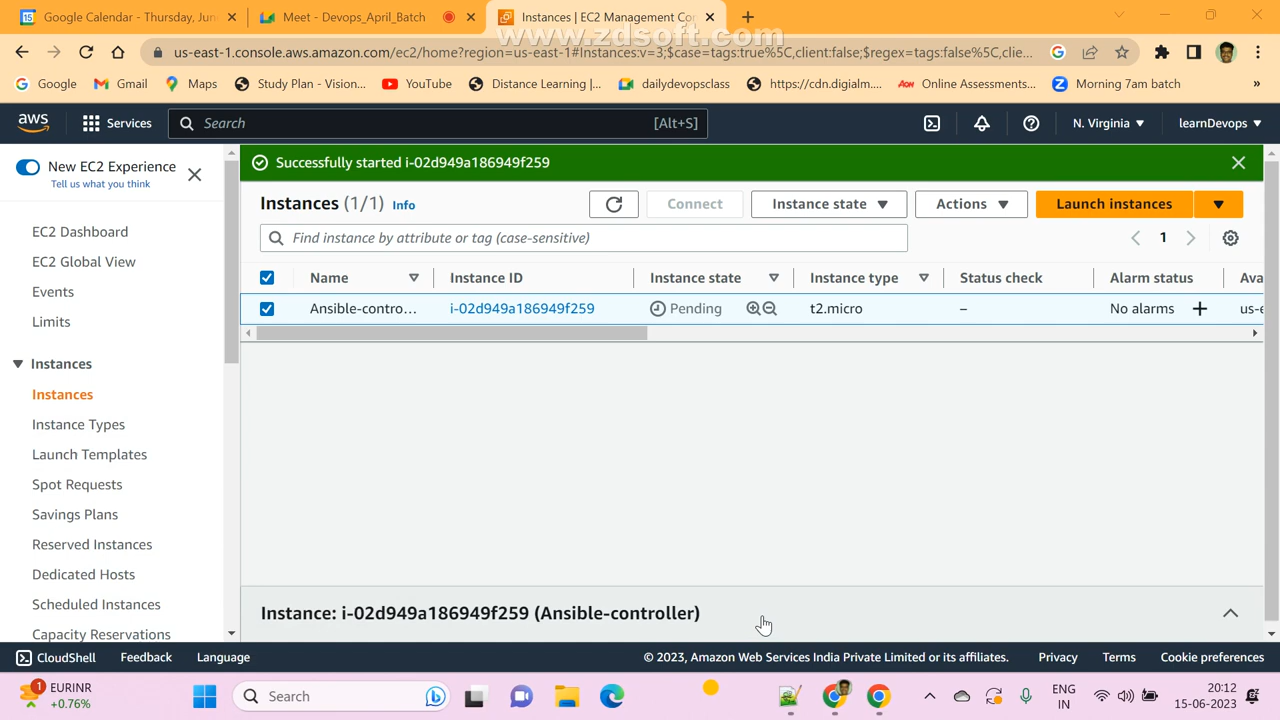 Google Calendar - Thursday, Jun
Meet - Devops_April_Batch
Instances | EC2 Management Con
www.zdsoft.com
us-east-1.console.aws.amazon.com/ec2/home?region=us-east-1#Instances:v=3;$case=tags:true%5C,client:false;$regex=tags:false%5C,clie...
Google
Gmail
Maps
Study Plan - Vision...
YouTube
Distance Learning |...
dailydevopsclass
https://cdn.digialm...
Aon
Online Assessments...
Morning 7am batch
»
aws
Services
Search
[Alt+S]
N. Virginia
learnDevops
New EC2 Experience
Tell us what you think
EC2 Dashboard
EC2 Global View
Events
Limits
Instances
Instances
Instance Types
Launch Templates
Spot Requests
Savings Plans
Reserved Instances
Dedicated Hosts
Scheduled Instances
Capacity Reservations
Successfully started i-02d949a186949f259
Instances (1/1) Info
Connect
Instance state
Actions
Launch instances
Find instance by attribute or tag (case-sensitive)
1
Name
Instance ID
Instance state
Instance type
Status check
Alarm status
Ava
Ansible-contro...
i-02d949a186949f259
Pending
t2.micro
–
No alarms +
us-e
Instance: i-02d949a186949f259 (Ansible-controller)
CloudShell
Feedback
Language
© 2023, Amazon Web Services India Private Limited or its affiliates.
Privacy
Terms
Cookie preferences
1
EURINR
+0.76%
Search
ENG
IN
20:12
15-06-2023